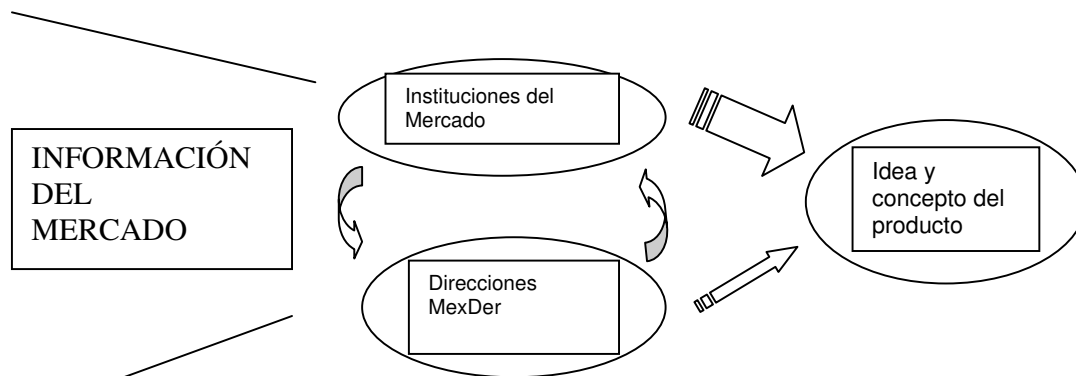 INFORMACIÓN
DEL
MERCADO
Instituciones del
Mercado
Direcciones
MexDer
Idea y
concepto del
producto